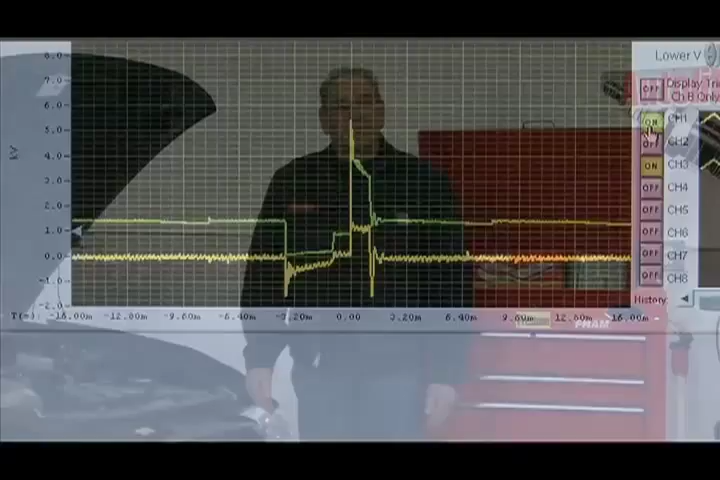 Lower V
8.0
OFF Display Tri
Ch B Only
7.0
6.0
5.0
ON CH1
OFF CH2
4.0
ON CH3
3.0
OFF CH4
2.0
OFF CH5
1.0
OFF CH6
0.0
OFF CH7
-1.0
OFF CH8
-2.0
History:
kV
-16.00m -12.80m -9.60m -6.40m -3.20m 0.00 3.20m 6.40m 9.60m 12.80m 16.00m
FRAM